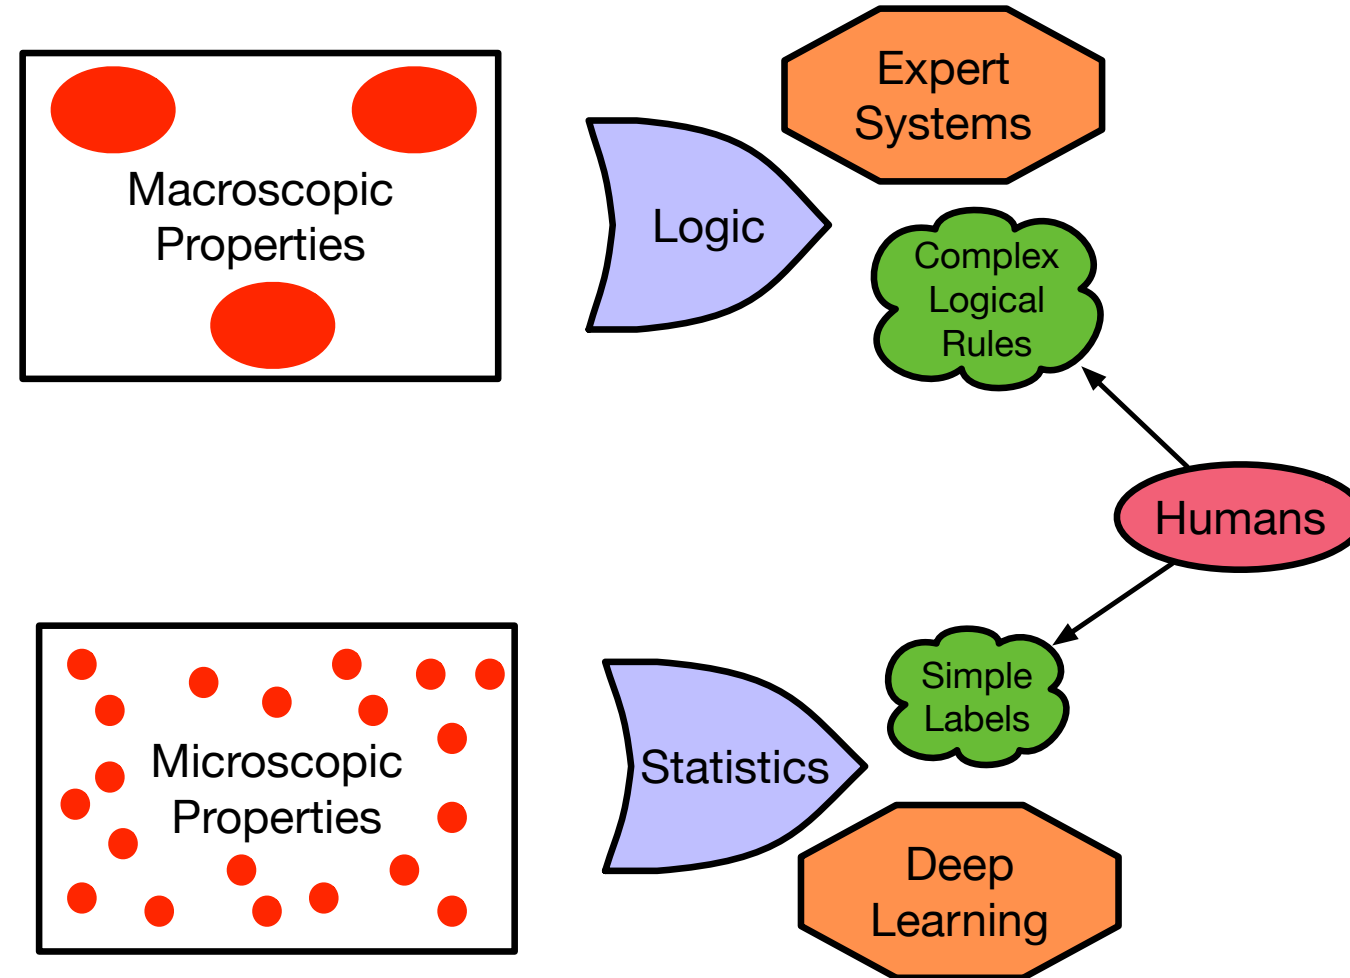 Expert
Systems
Macroscopic
Properties
Logic
Complex
Logical
Rules
Humans
Simple
Labels
Microscopic
Properties
Statistics
Deep
Learning